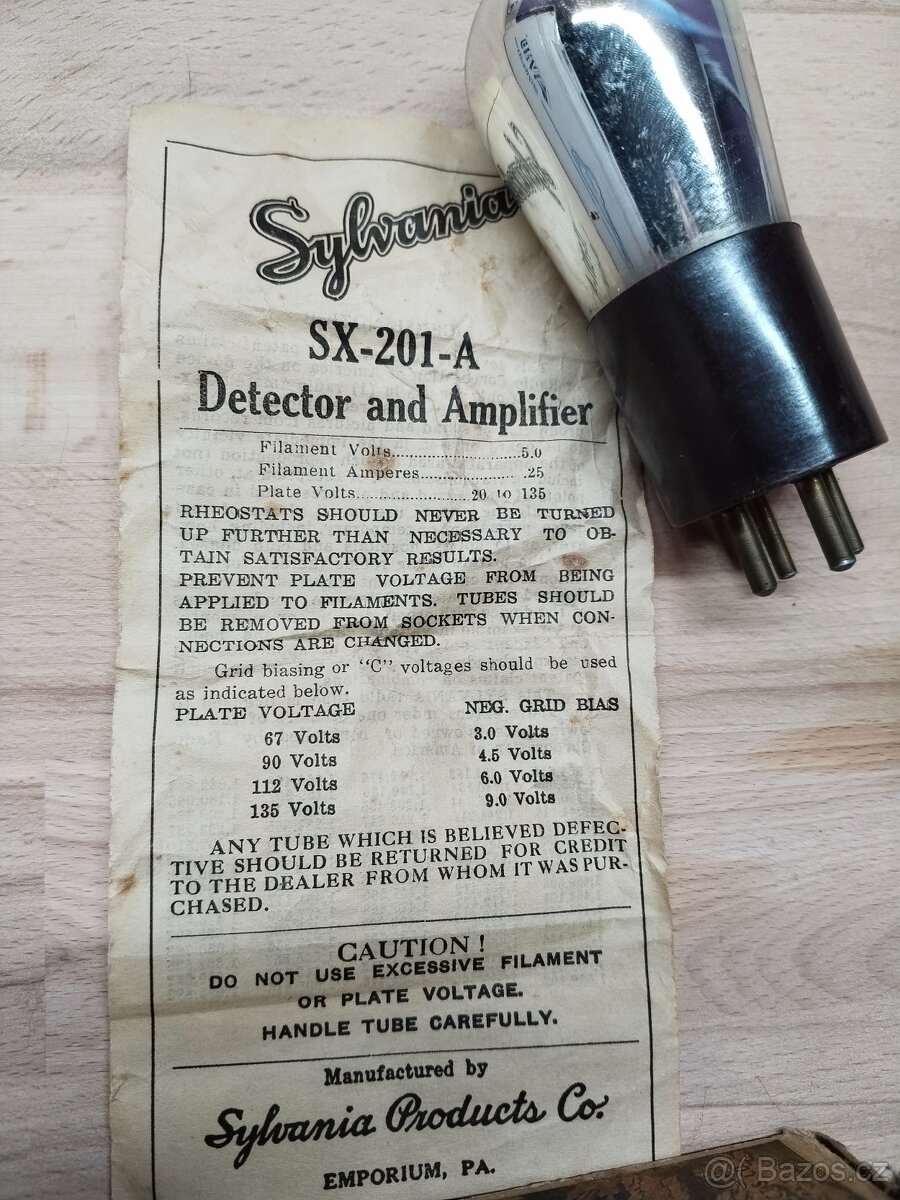 Sylvania
SX-201-A
Detector and Amplifier
Filament Volts..............................5.0
Filament Amperes...................... .25
Plate Volts......................20 to 135
RHEOSTATS SHOULD NEVER BE TURNED
UP FURTHER THAN NECESSARY TO OB-
TAIN SATISFACTORY RESULTS.
PREVENT PLATE VOLTAGE FROM BEING
APPLIED TO FILAMENTS. TUBES SHOULD
BE REMOVED FROM SOCKETS WHEN CON-
NECTIONS ARE CHANGED.
Grid biasing or "C" voltages should be used
as indicated below.
PLATE VOLTAGE NEG. GRID BIAS
67 Volts 3.0 Volts
90 Volts 4.5 Volts
112 Volts 6.0 Volts
135 Volts 9.0 Volts
ANY TUBE WHICH IS BELIEVED DEFEC-
TIVE SHOULD BE RETURNED FOR CREDIT
TO THE DEALER FROM WHOM IT WAS PUR-
CHASED.
CAUTION !
DO NOT USE EXCESSIVE FILAMENT
OR PLATE VOLTAGE.
HANDLE TUBE CAREFULLY.
Manufactured by
Sylvania Products Co.
EMPORIUM, PA.
@( Bazos.cz